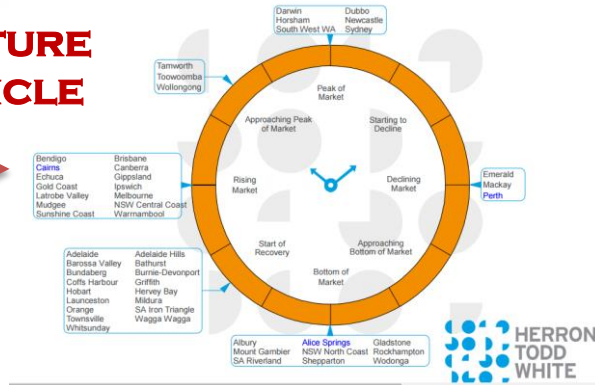 TURE
CLE
Darwin Dubbo
Horsham Newcastle
South West WA Sydney
Tamworth
Toowoomba
Wollongong
Peak of
Market
Approaching Peak
of Market
Starting to
Decline
Bendigo Brisbane
Cairns Canberra
Echuca Gippsland
Gold Coast Ipswich
Latrobe Valley Melbourne
Mudgee NSW Central Coast
Sunshine Coast Warrnambool
Rising
Market
Declining
Market
Emerald
Mackay
Perth
Start of
Recovery
Approaching
Bottom of Market
Bottom of
Market
Adelaide Adelaide Hills
Barossa Valley Bathurst
Bundaberg Burnie-Devonport
Coffs Harbour Griffith
Hobart Hervey Bay
Launceston Mildura
Orange SA Iron Triangle
Townsville Wagga Wagga
Whitsunday
Albury Alice Springs Gladstone
Mount Gambier NSW North Coast Rockhampton
SA Riverland Shepparton Wodonga
HERRON
TODD
WHITE